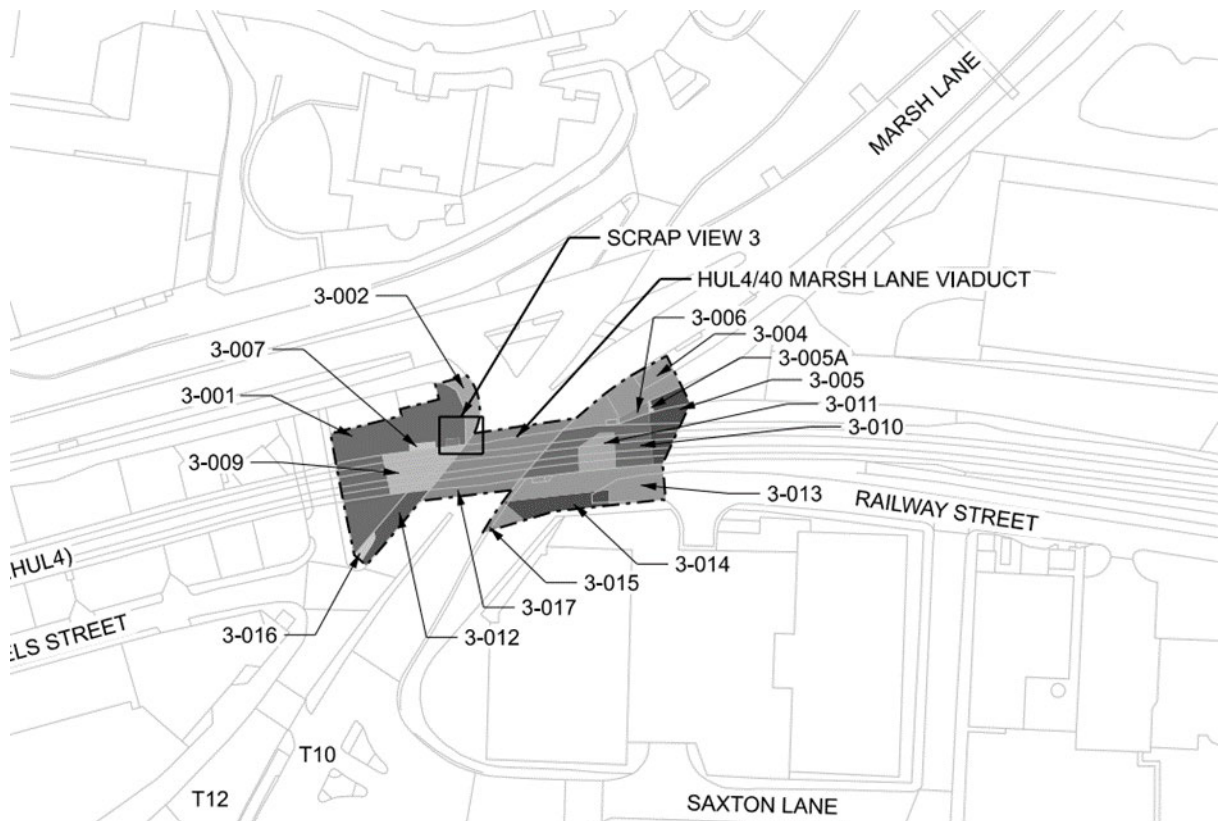 MARSH LANE
SCRAP VIEW 3
HUL4/40 MARSH LANE VIADUCT
3-002
3-006
3-004
3-007
3-005A
3-001
3-005
3-011
3-010
3-009
3-013
RAILWAY STREET
HUL4)
3-014
3-015
3-017
ELS STREET
3-016
3-012
T10
T12
SAXTON LANE